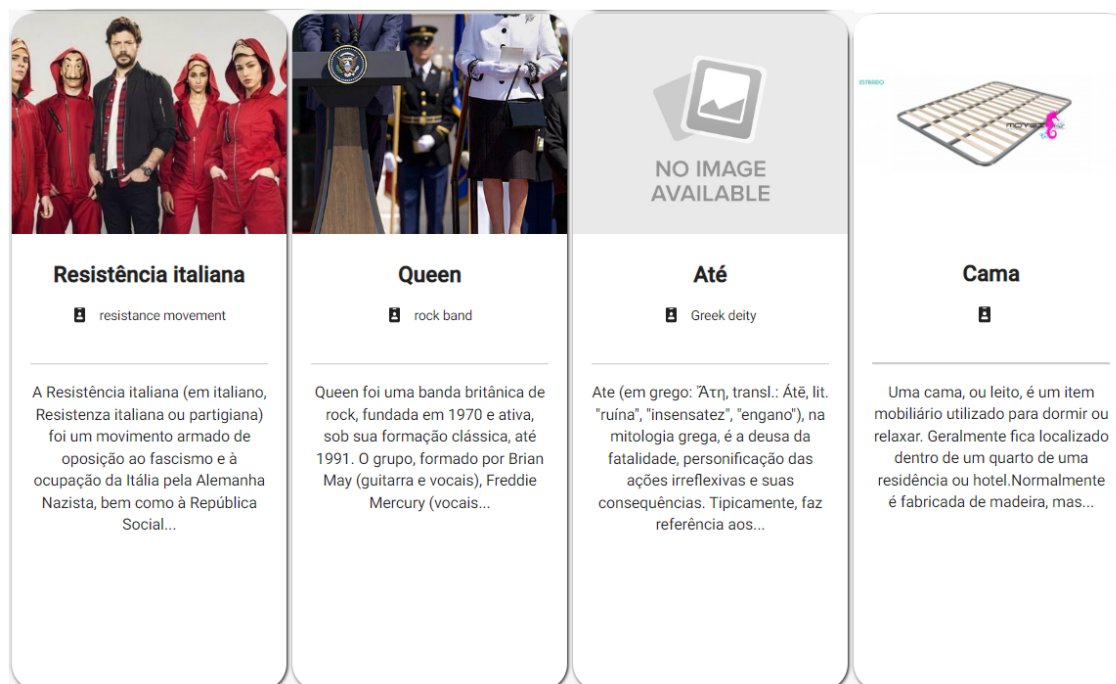 Resistência italiana
resistance movement
A Resistência italiana (em italiano,
Resistenza italiana ou partigiana)
foi um movimento armado de
oposição ao fascismo e à
ocupação da Itália pela Alemanha
Nazista, bem como à República
Social...
Queen
rock band
Queen foi uma banda britânica de
rock, fundada em 1970 e ativa,
sob sua formação clássica, até
1991. O grupo, formado por Brian
May (guitarra e vocais), Freddie
Mercury (vocais...
NO IMAGE
AVAILABLE
Até
Greek deity
Ate (em grego: Ἄτη, transl.: Átē, lit.
"ruína", "insensatez", "engano"), na
mitologia grega, é a deusa da
fatalidade, personificação das
ações irreflexivas e suas
consequências. Tipicamente, faz
referência aos...
ESTRADO
Cama
Uma cama, ou leito, é um item
mobiliário utilizado para dormir ou
relaxar. Geralmente fica localizado
dentro de um quarto de uma
residência ou hotel.Normalmente
é fabricada de madeira, mas...